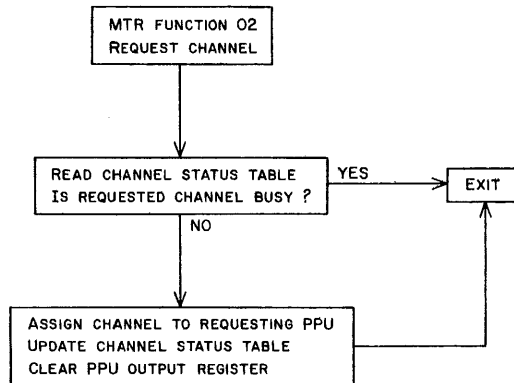 MTR FUNCTION 02
REQUEST CHANNEL
READ CHANNEL STATUS TABLE
IS REQUESTED CHANNEL BUSY ?
YES
EXIT
NO
ASSIGN CHANNEL TO REQUESTING PPU
UPDATE CHANNEL STATUS TABLE
CLEAR PPU OUTPUT REGISTER